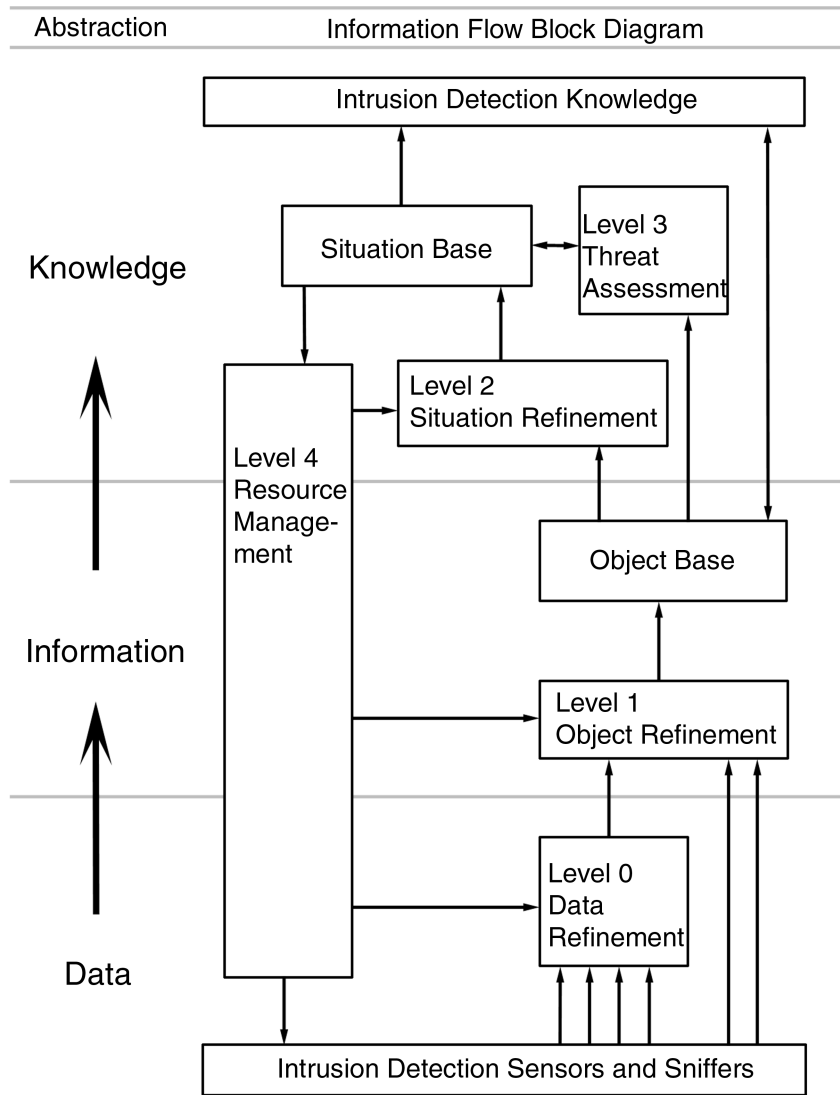 Abstraction
Information Flow Block Diagram
Intrusion Detection Knowledge
Situation Base
Level 3
Threat
Assessment
Knowledge
Level 2
Situation Refinement
Level 4
Resource
Manage-
ment
Object Base
Information
Level 1
Object Refinement
Level 0
Data
Refinement
Data
Intrusion Detection Sensors and Sniffers